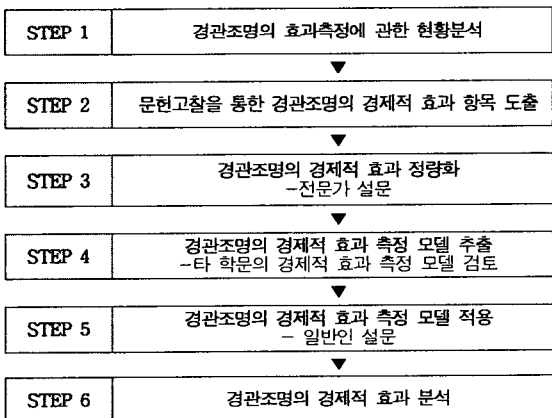 STEP 1 경관조명의 효과측정에 관한 현황분석
▼
STEP 2 문헌고찰을 통한 경관조명의 경제적 효과 항목 도출
▼
STEP 3 경관조명의 경제적 효과 정량화
-전문가 설문
▼
STEP 4 경관조명의 경제적 효과 측정 모델 추출
-타 학문의 경제적 효과 측정 모델 검토
▼
STEP 5 경관조명의 경제적 효과 측정 모델 적용
- 일반인 설문
▼
STEP 6 경관조명의 경제적 효과 분석